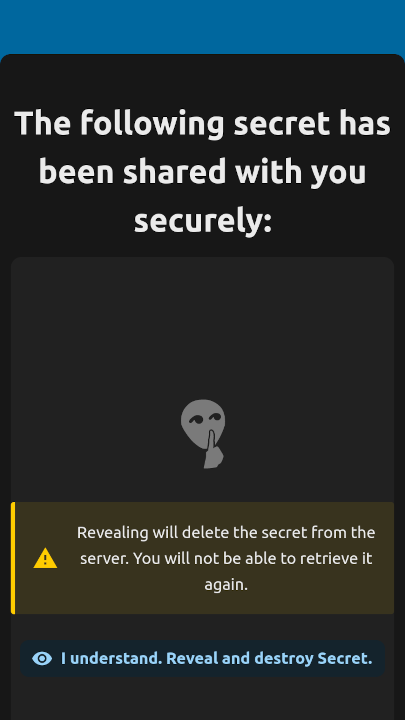 The following secret has
been shared with you
securely:
Revealing will delete the secret from the
server. You will not be able to retrieve it
again.
I understand. Reveal and destroy Secret.